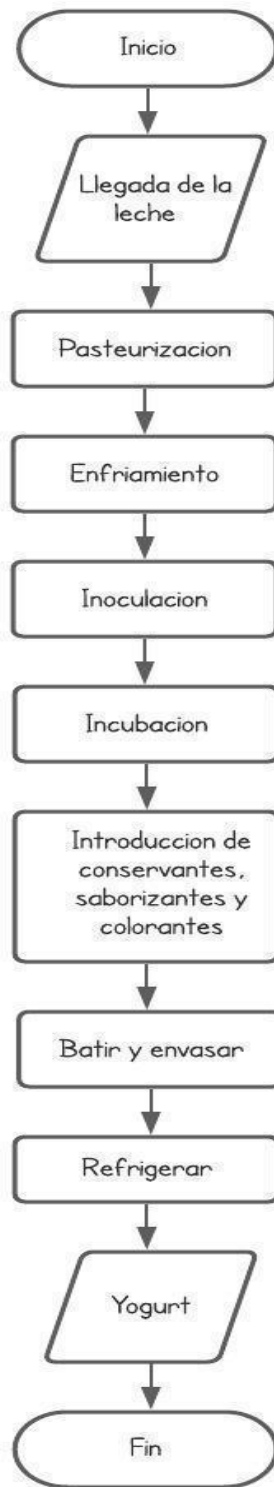 Inicio
Llegada de la
leche
Pasteurizacion
Enfriamiento
Inoculacion
Incubacion
Introduccion de
conservantes,
saborizantes y
colorantes
Batir y envasar
Refrigerar
Yogurt
Fin